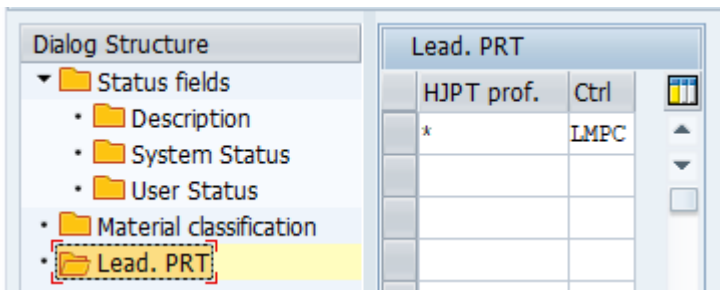 Dialog Structure
Status fields
Description
System Status
User Status
Material classification
Lead. PRT
Lead. PRT
HJPT prof. Ctrl
* LMPC